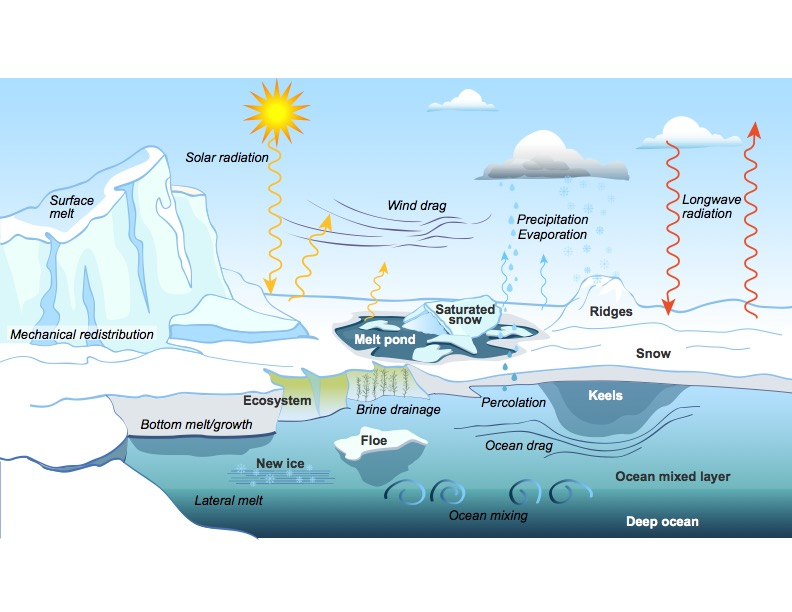 Solar radiation
Surface
melt
Wind drag
Longwave
radiation
Precipitation
Evaporation
Mechanical redistribution
Saturated
snow
Ridges
Melt pond
Snow
Ecosystem
Brine drainage
Percolation
Keels
Bottom melt/growth
Floe
Ocean drag
New ice
Ocean mixed layer
Lateral melt
Ocean mixing
Deep ocean